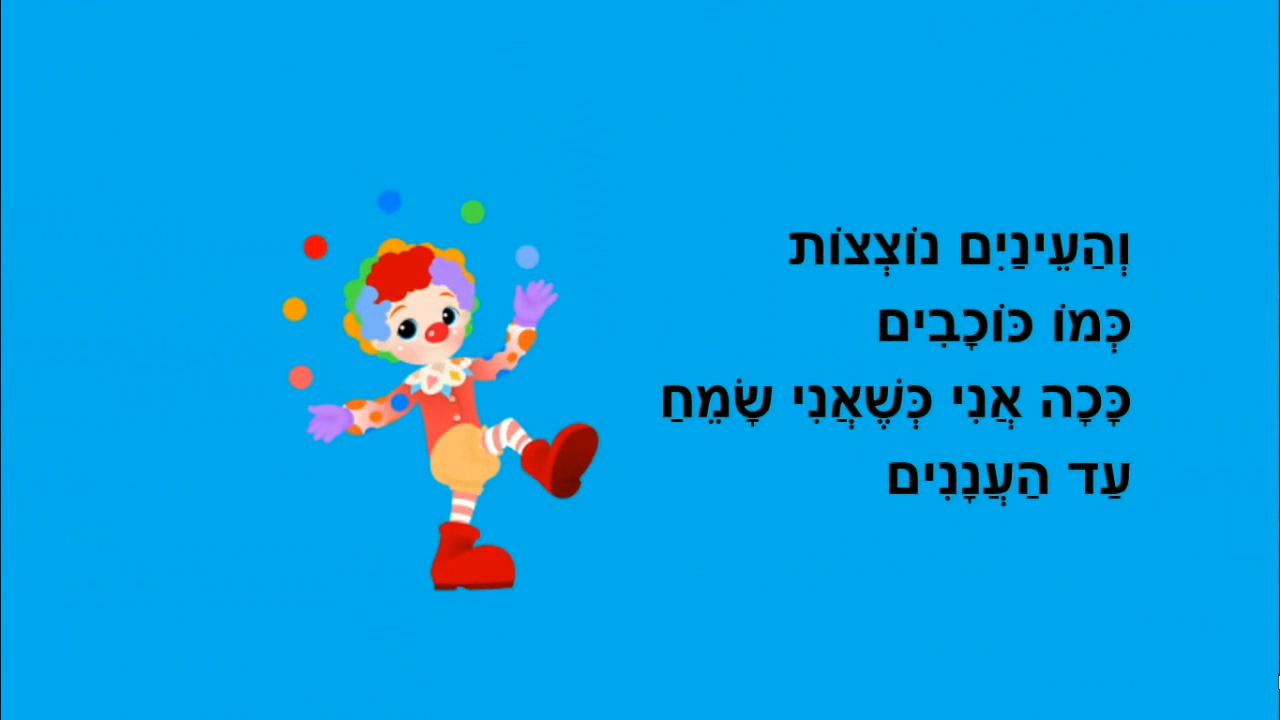 וְהַעֵינַיִם נוֹצְצוֹת
כְּמוֹ כּוֹכָבִים
כָּכָה אֲנִי כְּשֶׁאֲנִי שָׂמֵחַ
עַד הַעֲנָנִים